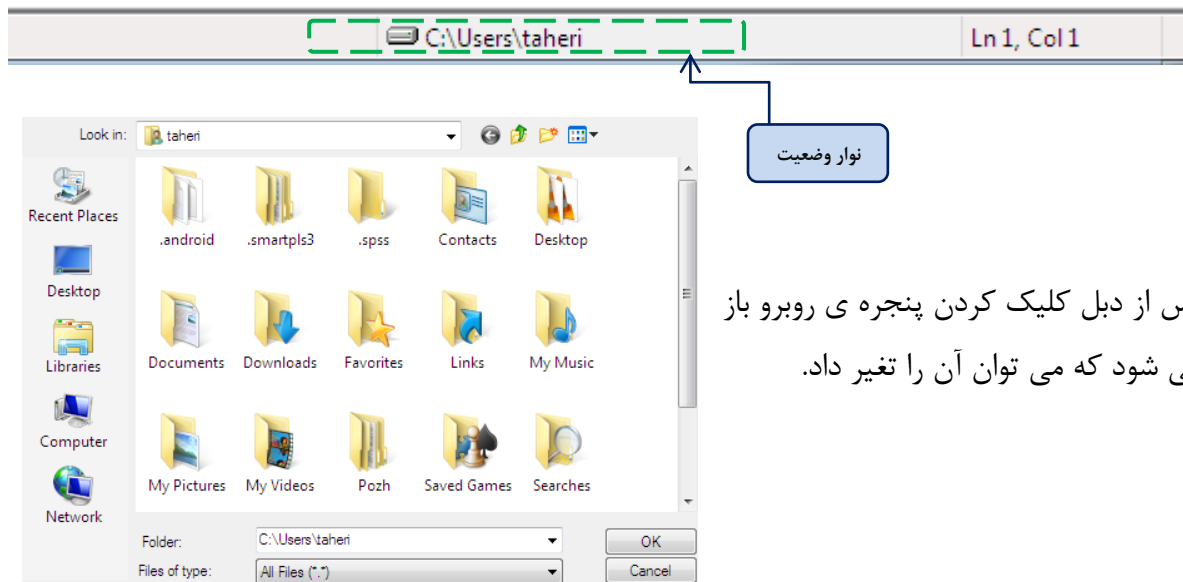 C:\Users\taheri
Ln 1, Col 1
نوار وضعیت
Look in:
taheri
Recent Places
Desktop
Libraries
Computer
Network
.android
.smartpls3
.spss
Contacts
Desktop
Documents
Downloads
Favorites
Links
My Music
My Pictures
My Videos
Pozh
Saved Games
Searches
Folder:
C:\Users\taheri
OK
Files of type:
All Files (*.*)
Cancel
از دبل کلیک کردن پنجره ی روبرو باز
شود که می توان آن را تغیر داد.